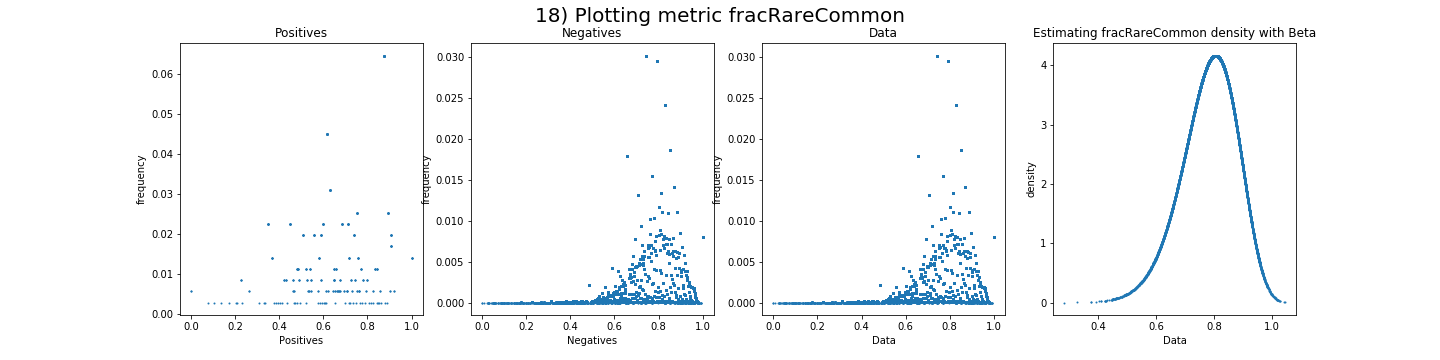 18) Plotting metric fracRareCommon
Positives
Negatives
Data
Estimating fracRareCommon density with Beta
0.06
0.05
0.04
0.03
0.02
0.01
0.00
frequency
0.0 0.2 0.4 0.6 0.8 1.0
Positives
0.030
0.025
0.020
0.015
0.010
0.005
0.000
frequency
0.0 0.2 0.4 0.6 0.8 1.0
Negatives
0.030
0.025
0.020
0.015
0.010
0.005
0.000
frequency
0.0 0.2 0.4 0.6 0.8 1.0
Data
4
3
2
1
0
density
0.4 0.6 0.8 1.0
Data